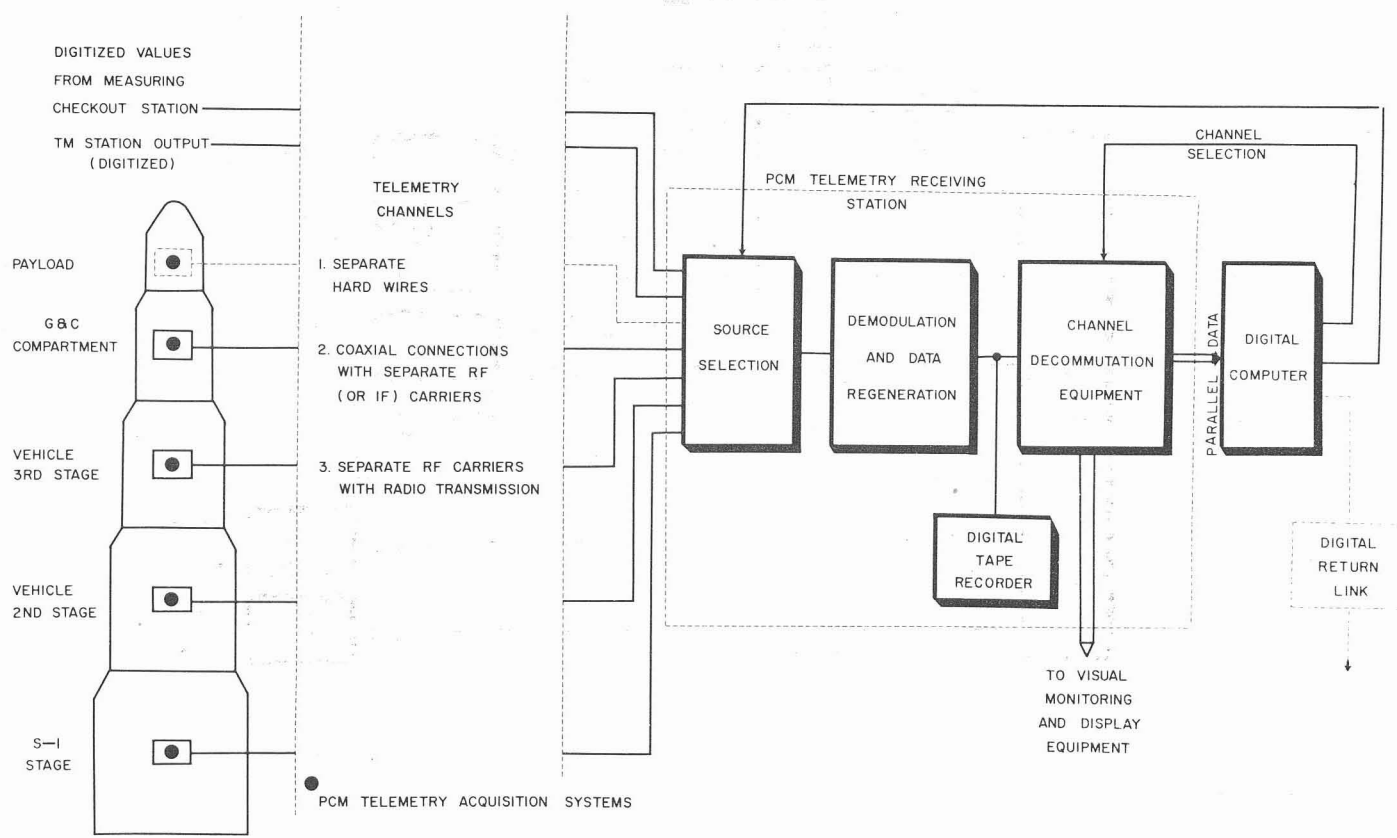 DIGITIZED VALUES
FROM MEASURING
CHECKOUT STATION
TM STATION OUTPUT
(DIGITIZED)
PAYLOAD
G&C
COMPARTMENT
VEHICLE
3RD STAGE
VEHICLE
2ND STAGE
S-I
STAGE
TELEMETRY
CHANNELS
1. SEPARATE
HARD WIRES
2. COAXIAL CONNECTIONS
WITH SEPARATE RF
(OR IF) CARRIERS
3. SEPARATE RF CARRIERS
WITH RADIO TRANSMISSION
PCM TELEMETRY ACQUISITION SYSTEMS
PCM TELEMETRY RECEIVING
STATION
SOURCE
SELECTION
DEMODULATION
AND DATA
REGENERATION
CHANNEL
DECOMMUTATION
EQUIPMENT
DIGITAL
TAPE
RECORDER
TO VISUAL
MONITORING
AND DISPLAY
EQUIPMENT
CHANNEL
SELECTION
PARALLEL DATA
DIGITAL
COMPUTER
DIGITAL
RETURN
LINK